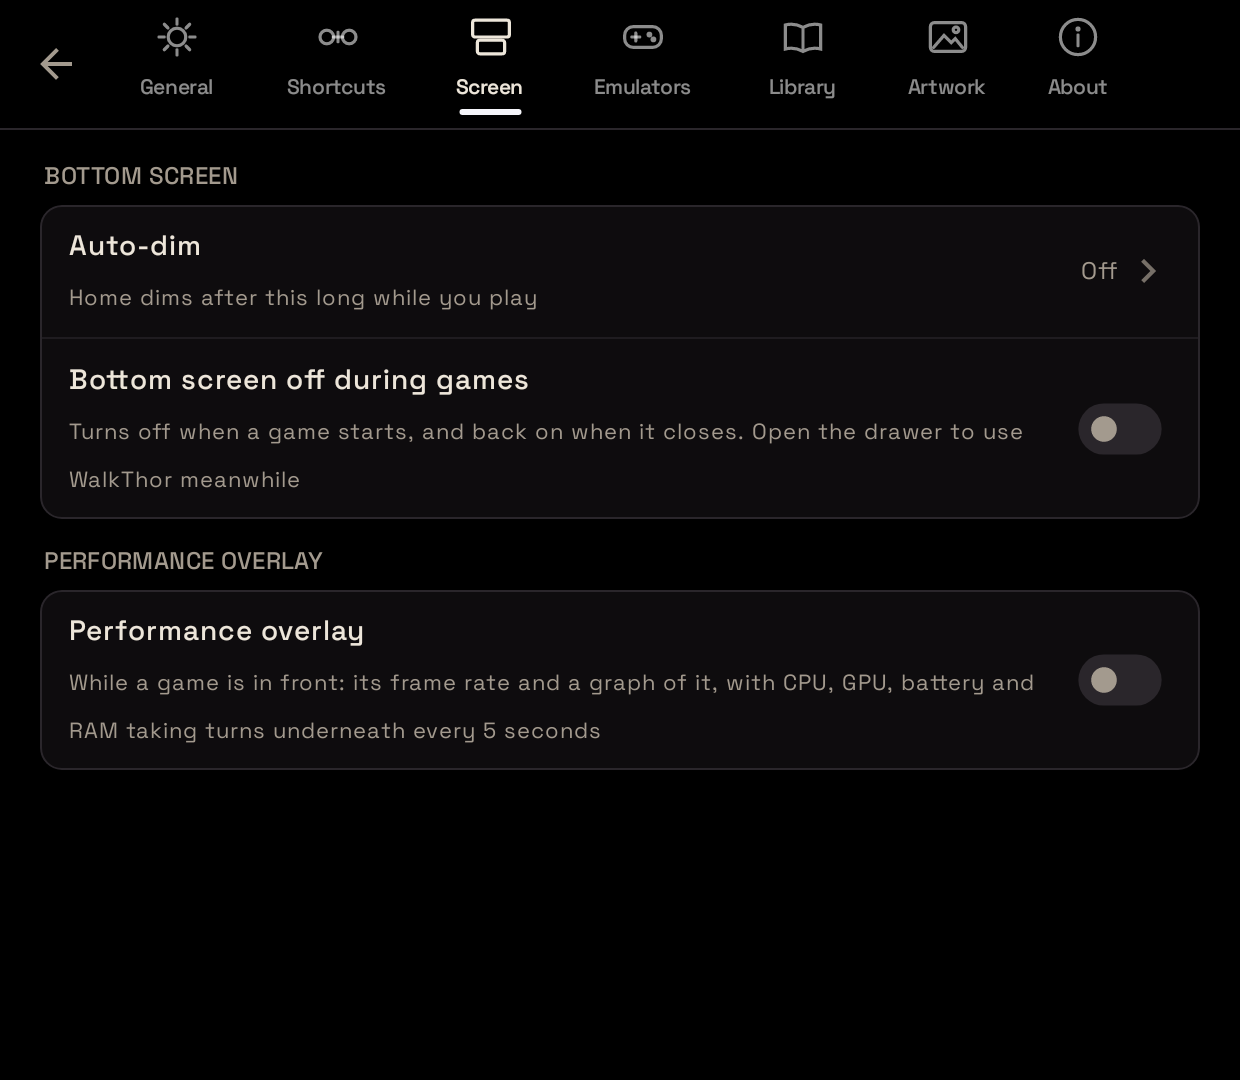 General
Shortcuts
Screen
Emulators
Library
Artwork
About
BOTTOM SCREEN
Auto-dim
Home dims after this long while you play
Off
Bottom screen off during games
Turns off when a game starts, and back on when it closes. Open the drawer to use
WalkThor meanwhile
PERFORMANCE OVERLAY
Performance overlay
While a game is in front: its frame rate and a graph of it, with CPU, GPU, battery and
RAM taking turns underneath every 5 seconds